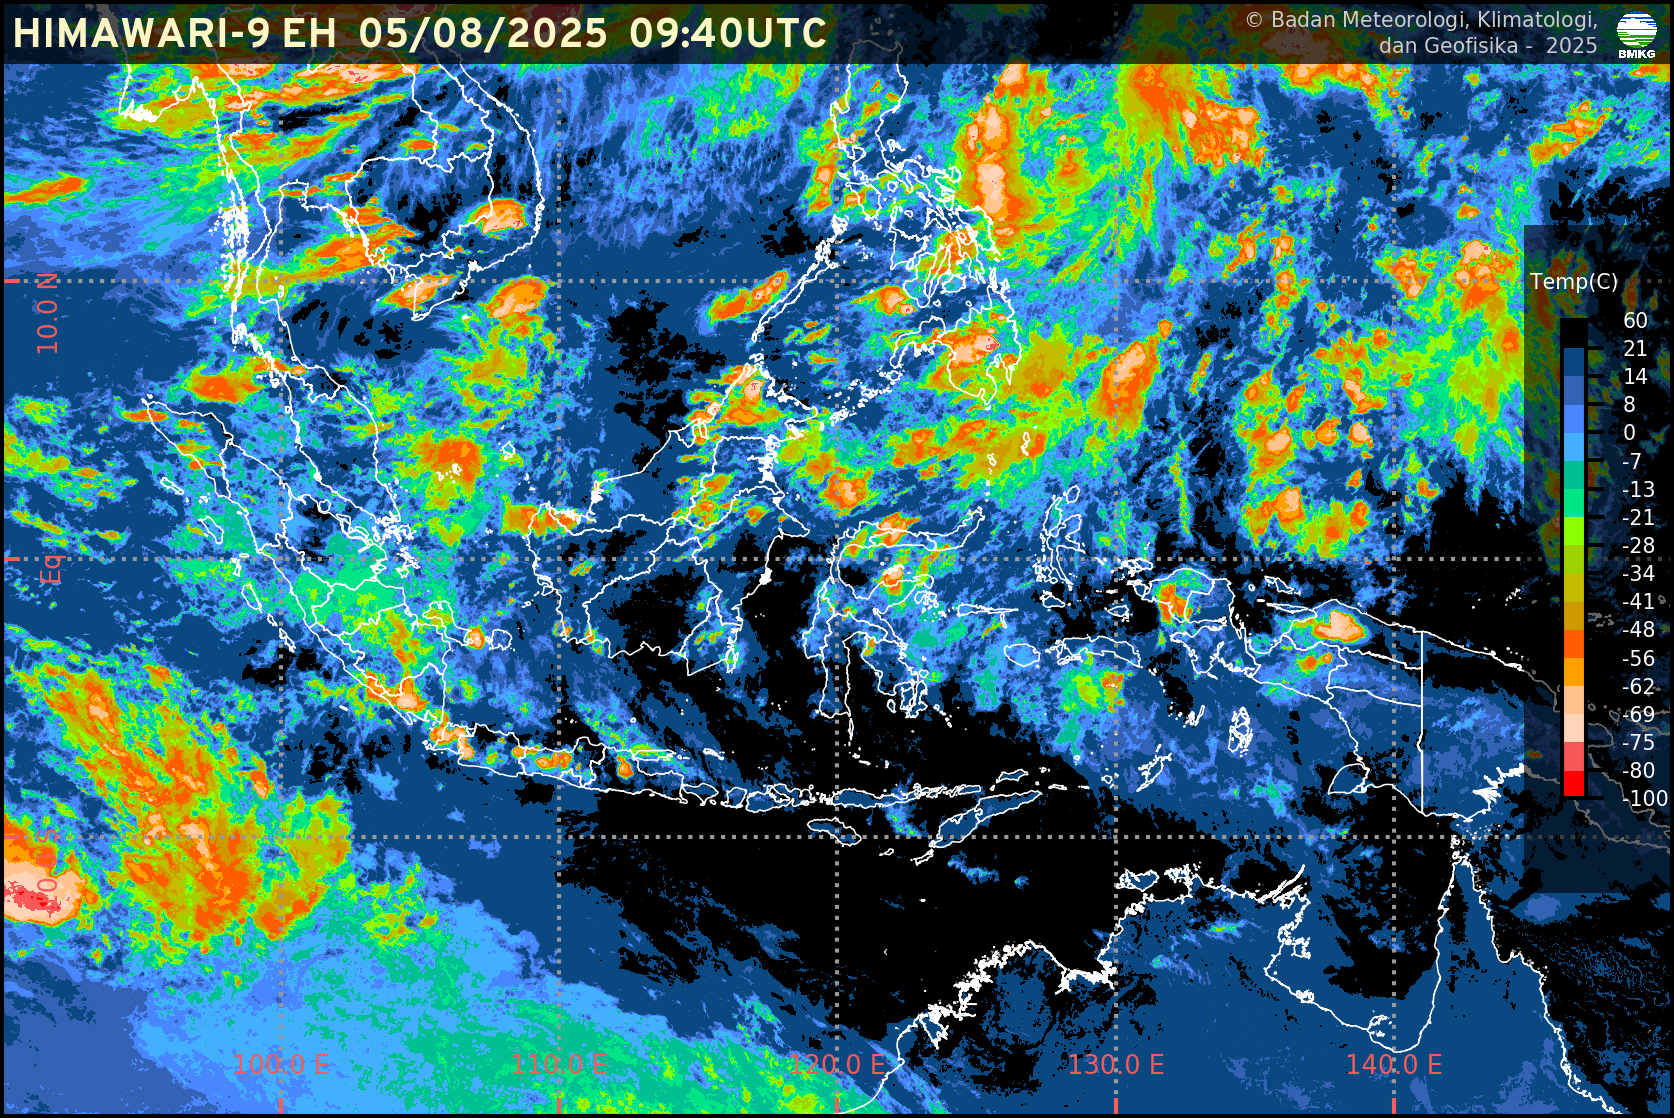 HIMAWARI-9 EH 05/08/2025 09:40UTC
© Badan Meteorologi, Klimatologi,
dan Geofisika - 2025
BMKG
10.0 N
Eq
Temp(C)
60
21
14
8
0
-7
-13
-21
-28
-34
-41
-48
-56
-62
-69
-75
-80
-100
100.0 E
110.0 E
120.0 E
130.0 E
140.0 E